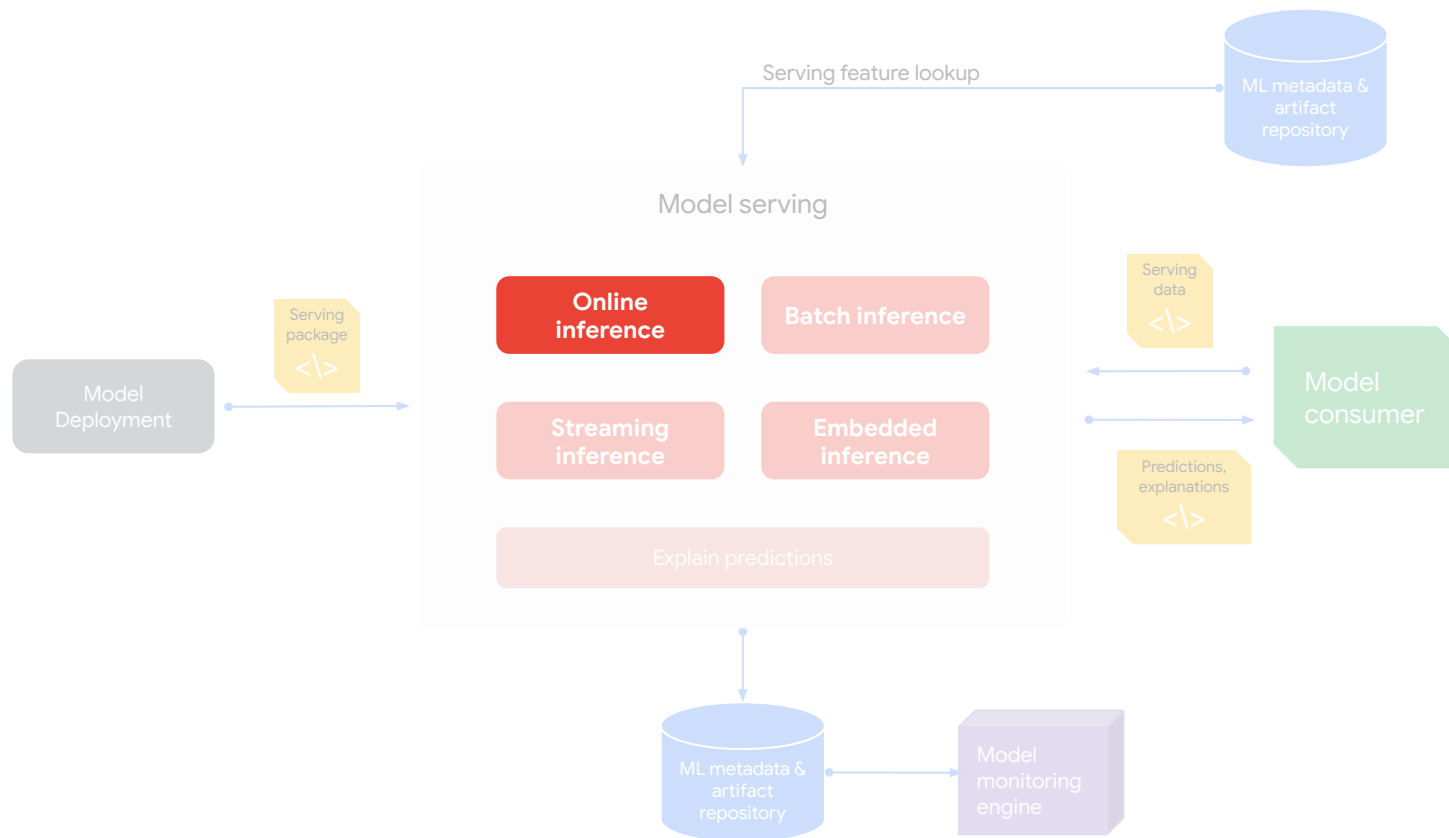 Serving feature lookup
ML metadata &
artifact
repository
Model serving
Online
inference
Batch inference
Streaming
inference
Embedded
inference
Explain predictions
Serving
package
</>
Model
Deployment
Serving
data
</>
Model
consumer
Predictions,
explanations
</>
ML metadata &
artifact
repository
Model
monitoring
engine